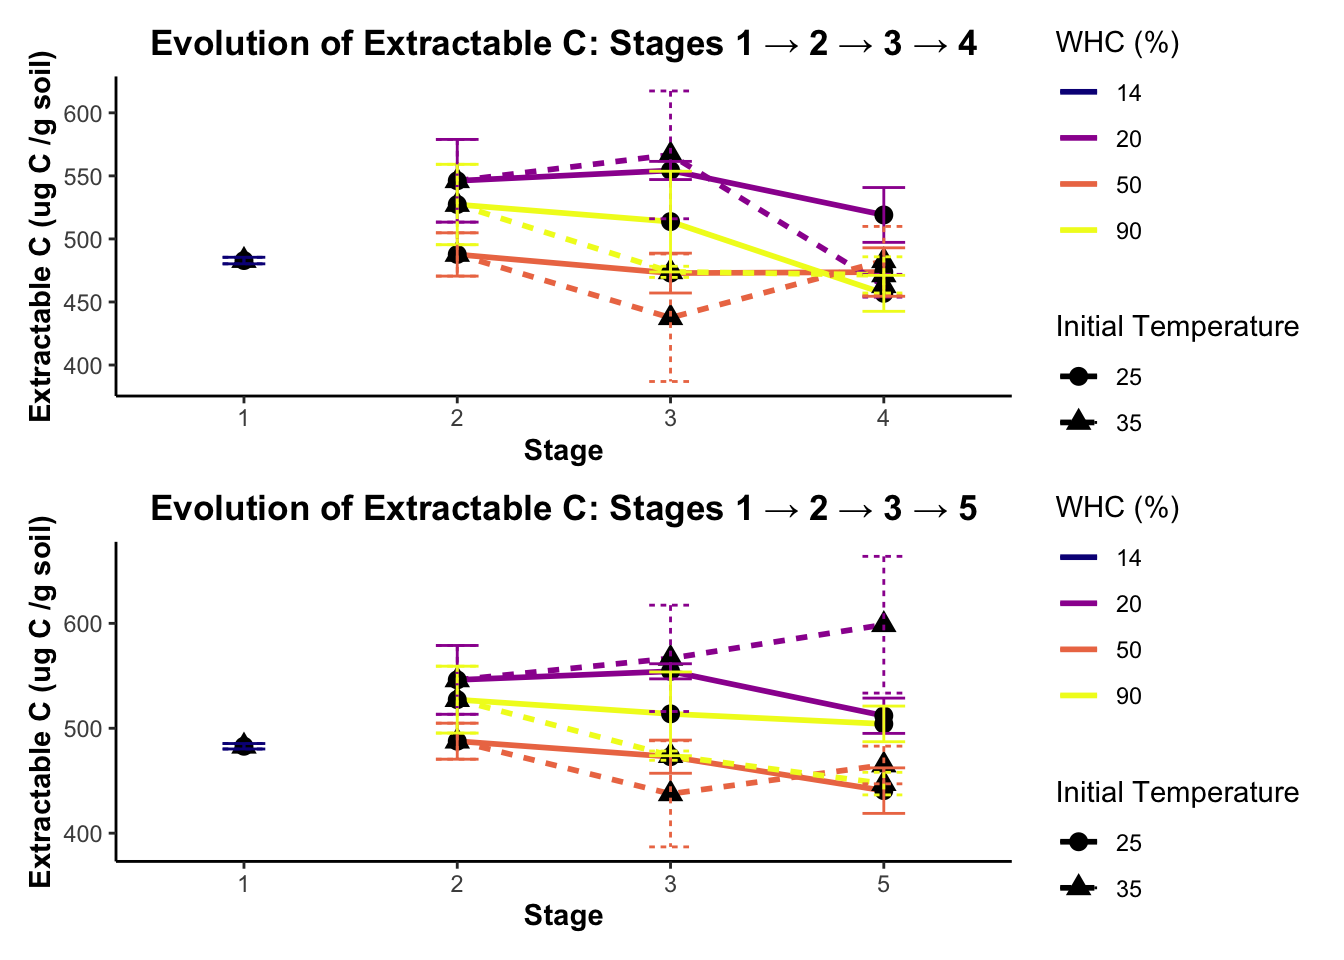 Evolution of Extractable C: Stages 1 → 2 → 3 → 4
Extractable C (ug C /g soil)
600
550
500
450
400
1
2
3
4
Stage
WHC (%)
14
20
50
90
Initial Temperature
25
35
Evolution of Extractable C: Stages 1 → 2 → 3 → 5
Extractable C (ug C /g soil)
600
500
400
1
2
3
5
Stage
WHC (%)
14
20
50
90
Initial Temperature
25
35